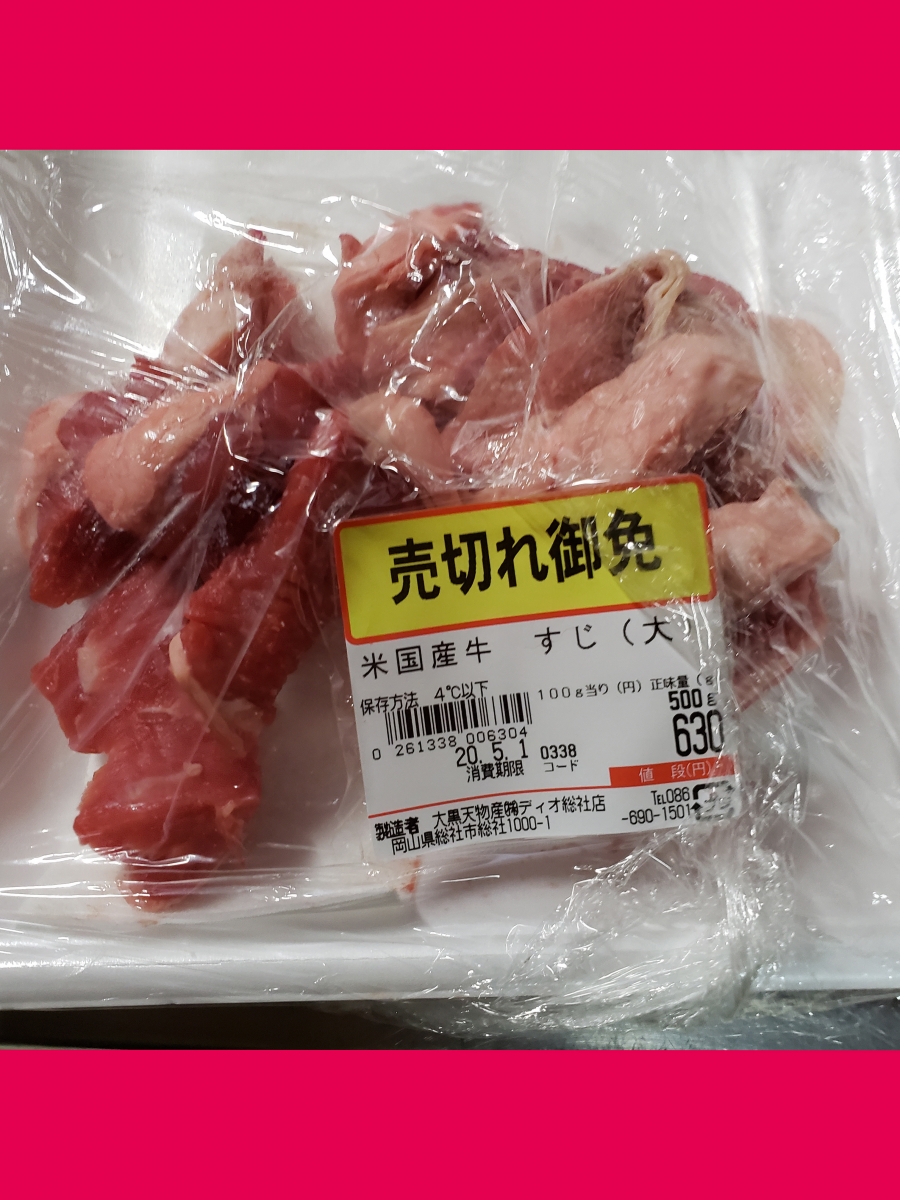 売切れ御免
米国産牛 すじ（大）
保存方法 4℃以下
100g当り（円） 正味量（g
500g
0 261338 006304
630
20.5.1 0338
消費期限 コード
値 段(円)
製造者 大黒天物産㈱ディオ総社店
岡山県総社市総社1000-1
TEL086
-690-1501